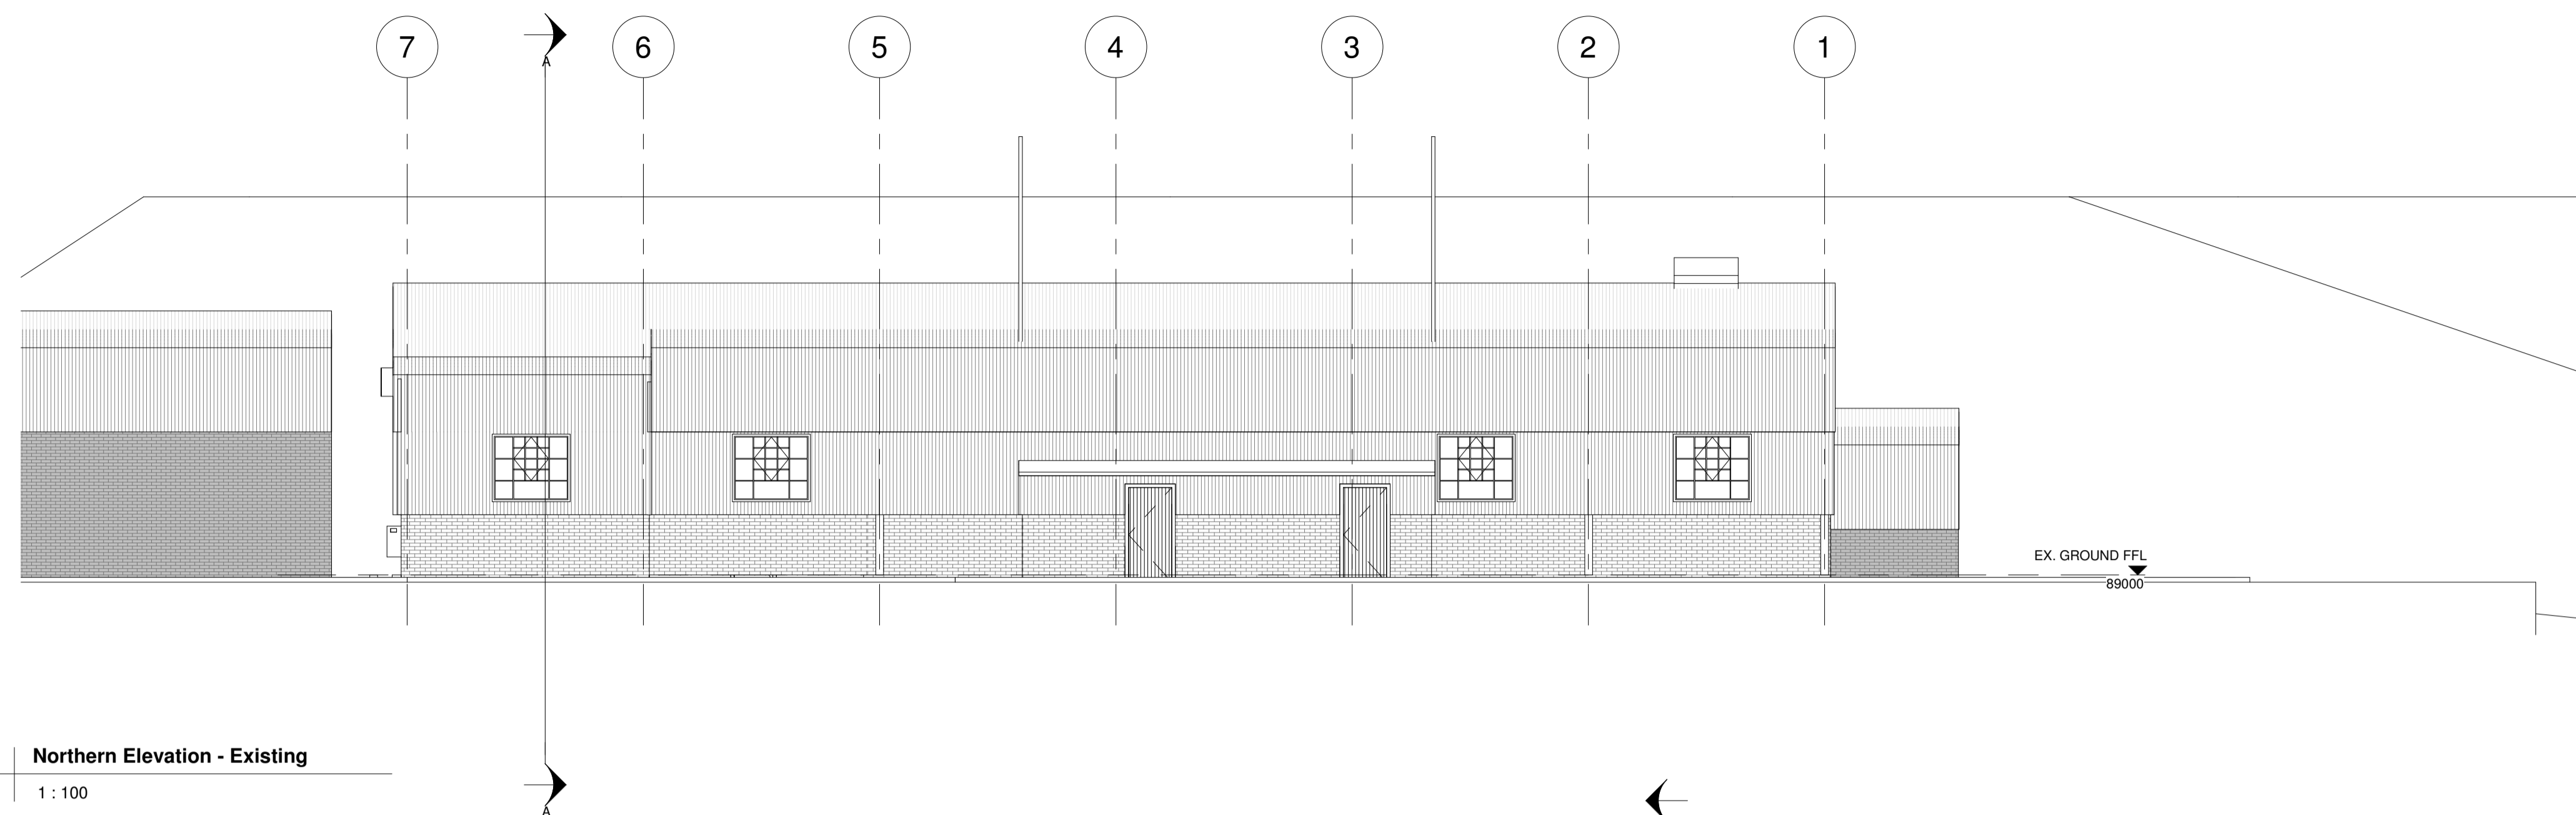 7 6 5 4 3 2 1
A
EX. GROUND FFL
89000
Northern Elevation - Existing
1 : 100
A